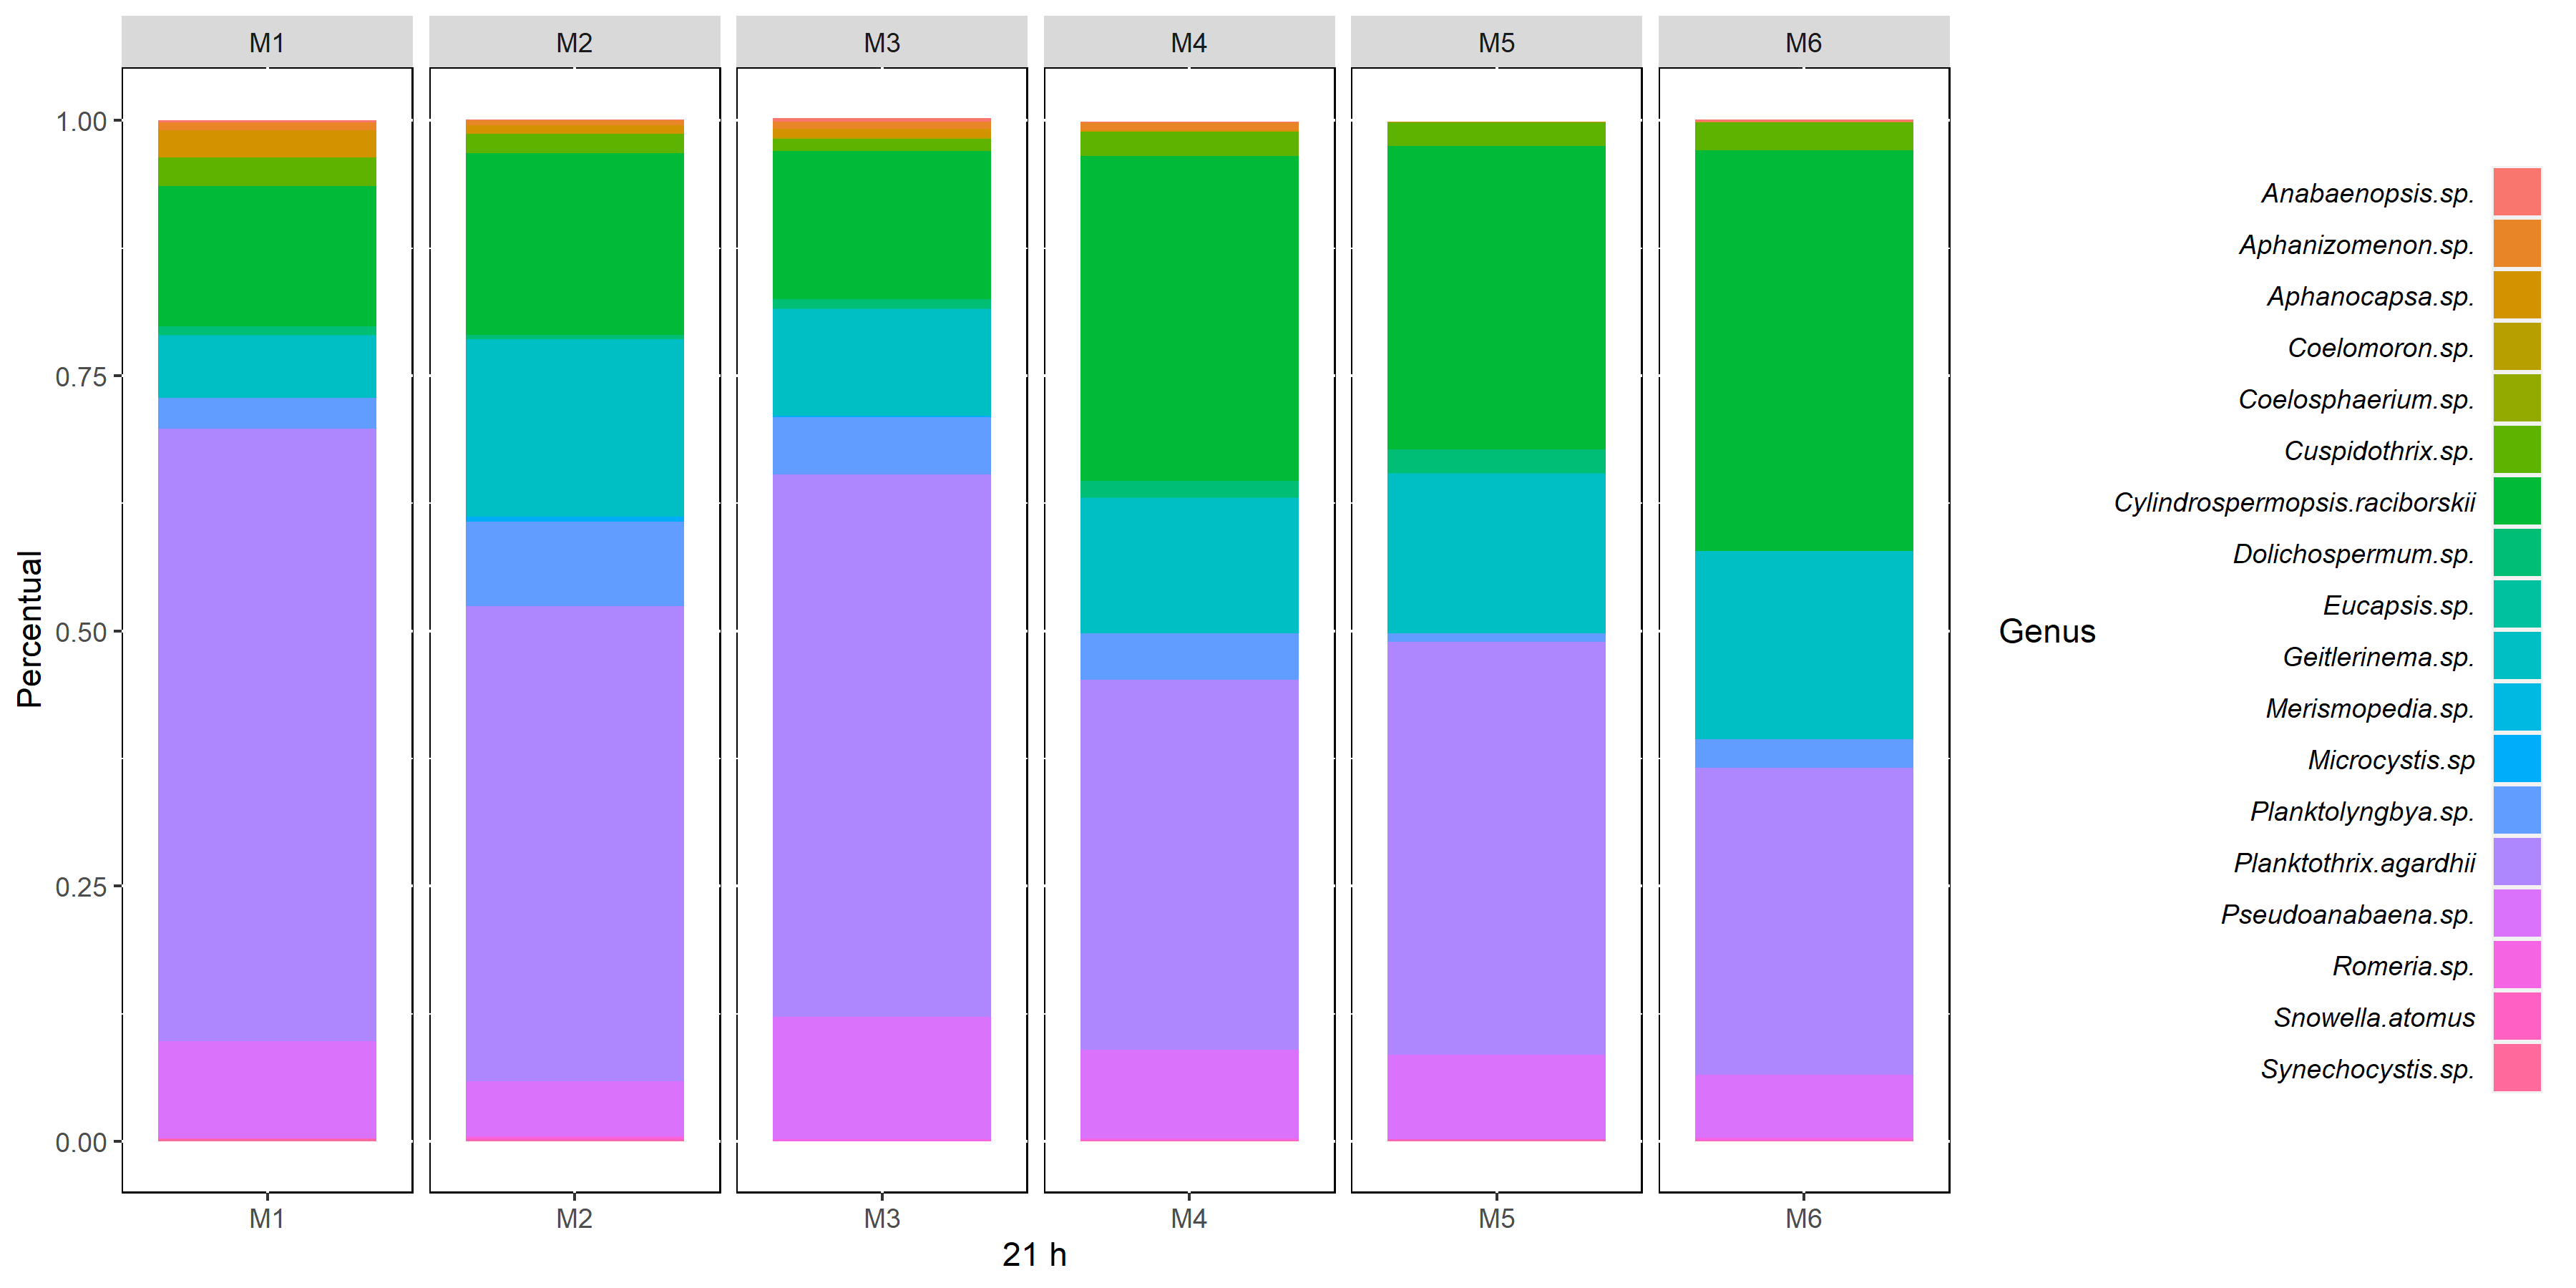 M1 M2 M3 M4 M5 M6
1.00
0.75
0.50
0.25
0.00
Percentual
M1 M2 M3 M4 M5 M6
21 h
Genus
Anabaenopsis.sp.
Aphanizomenon.sp.
Aphanocapsa.sp.
Coelomoron.sp.
Coelosphaerium.sp.
Cuspidothrix.sp.
Cylindrospermopsis.raciborskii
Dolichospermum.sp.
Eucapsis.sp.
Geitlerinema.sp.
Merismopedia.sp.
Microcystis.sp
Planktolyngbya.sp.
Planktothrix.agardhii
Pseudoanabaena.sp.
Romeria.sp.
Snowella.atomus
Synechocystis.sp.